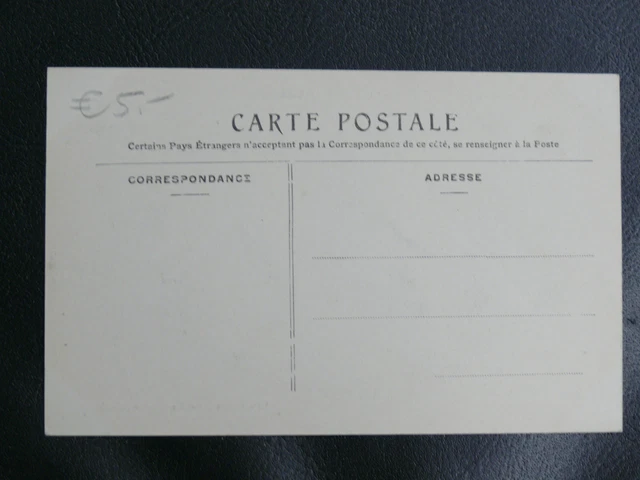 € 5.-
CARTE POSTALE
Certains Pays Étrangers n'acceptant pas la Correspondance de ce côté, se renseigner à la Poste
CORRESPONDANCE
ADRESSE